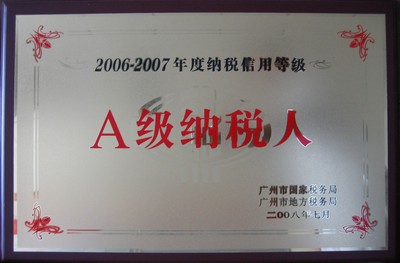 2006-2007年度纳税信用等级
A级纳税人
广州市国家税务局
广州市地方税务局
二00八年七月